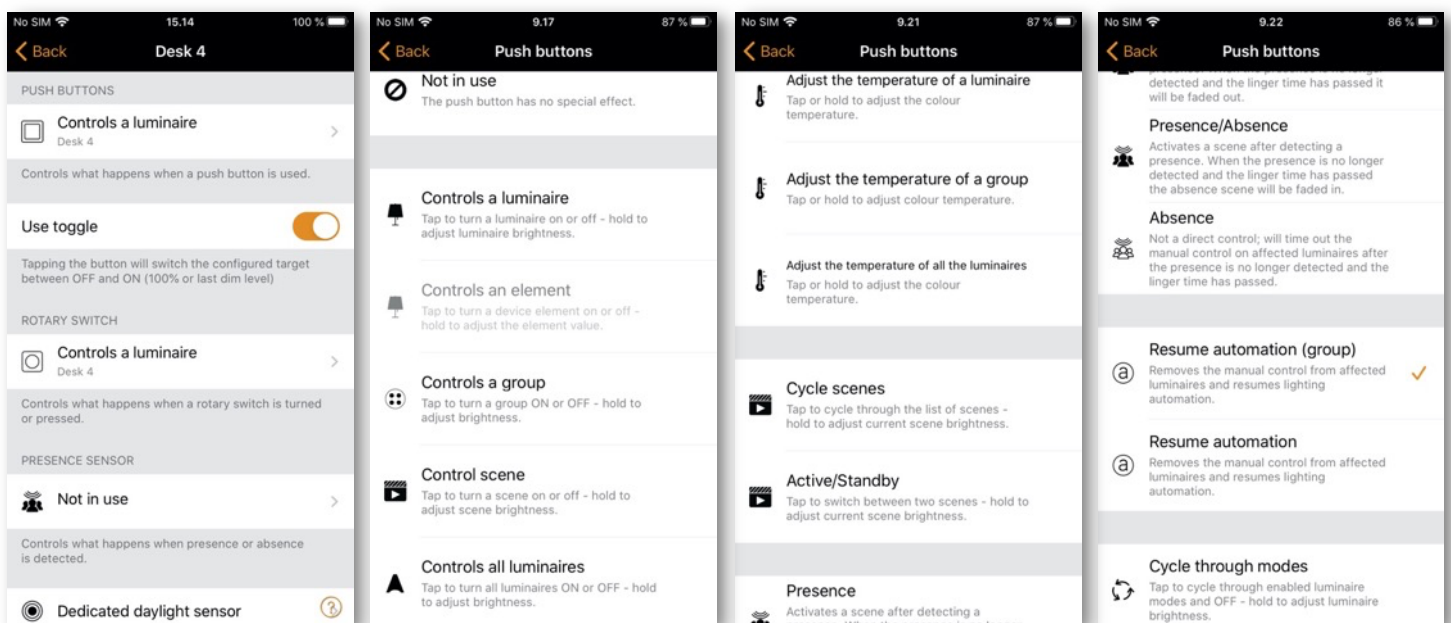 No SIM 15.14 100 %
Back Desk 4
PUSH BUTTONS
Controls a luminaire
Desk 4
Controls what happens when a push button is used.
Use toggle
Tapping the button will switch the configured target
between OFF and ON (100% or last dim level)
ROTARY SWITCH
Controls a luminaire
Desk 4
Controls what happens when a rotary switch is turned
or pressed.
PRESENCE SENSOR
Not in use
Controls what happens when presence or absence
is detected.
Dedicated daylight sensor
No SIM 9.17 87 %
Back Push buttons
Not in use
The push button has no special effect.
Controls a luminaire
Tap to turn a luminaire on or off - hold to
adjust luminaire brightness.
Controls an element
Tap to turn a device element on or off -
hold to adjust the element value.
Controls a group
Tap to turn a group ON or OFF - hold to
adjust brightness.
Control scene
Tap to turn a scene on or off - hold to
adjust scene brightness.
Controls all luminaires
Tap to turn all luminaires ON or OFF - hold
to adjust brightness.
No SIM 9.21 87 %
Back Push buttons
Adjust the temperature of a luminaire
Tap or hold to adjust the colour
temperature.
Adjust the temperature of a group
Tap or hold to adjust colour temperature.
Adjust the temperature of all the luminaires
Tap or hold to adjust the colour
temperature.
Cycle scenes
Tap to cycle through the list of scenes -
hold to adjust current scene brightness.
Active/Standby
Tap to switch between two scenes - hold to
adjust current scene brightness.
Presence
Activates a scene after detecting a
No SIM 9.22 86 %
Back Push buttons
detected and the linger time has passed it
will be faded out.
Presence/Absence
Activates a scene after detecting a
presence. When the presence is no longer
detected and the linger time has passed
the absence scene will be faded in.
Absence
Not a direct control; will time out the
manual control on affected luminaires after
the presence is no longer detected and the
linger time has passed.
Resume automation (group)
a Removes the manual control from affected
luminaires and resumes lighting
automation.
Resume automation
a Removes the manual control from affected
luminaires and resumes lighting
automation.
Cycle through modes
Tap to cycle through enabled luminaire
modes and OFF - hold to adjust luminaire
brightness.